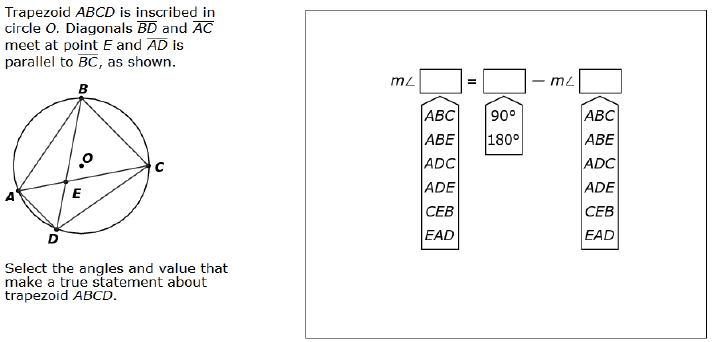 Trapezoid ABCD is inscribed in
circle O. Diagonals BD and AC
meet at point E and AD is
parallel to BC, as shown.
B
O
C
A
E
D
Select the angles and value that
make a true statement about
trapezoid ABCD.
m∠ = − m∠
ABC 90° ABC
ABE 180° ABE
ADC ADC
ADE ADE
CEB CEB
EAD EAD